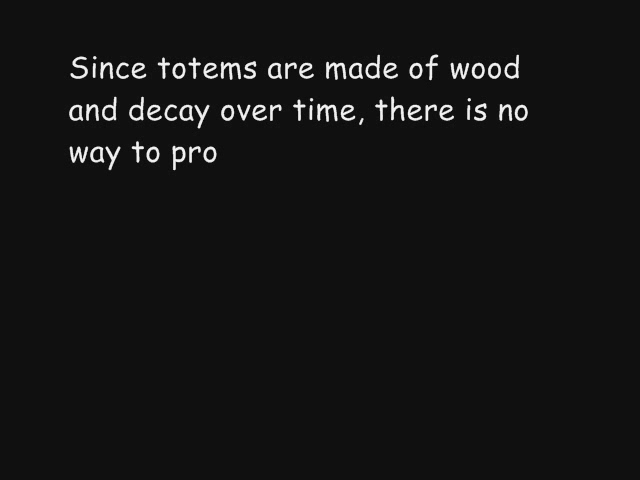 Since totems are made of wood
and decay over time, there is no
way to pro